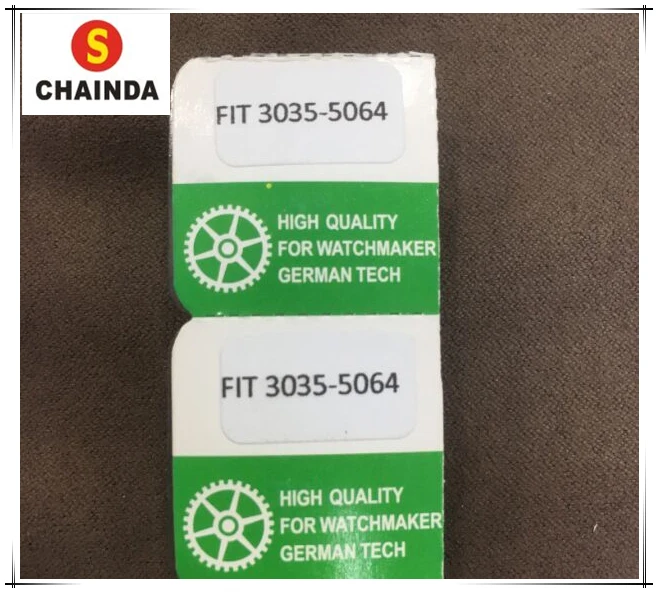 S
CHAINDA
FIT 3035-5064
HIGH QUALITY
FOR WATCHMAKER
GERMAN TECH
FIT 3035-5064
HIGH QUALITY
FOR WATCHMAKER
GERMAN TECH